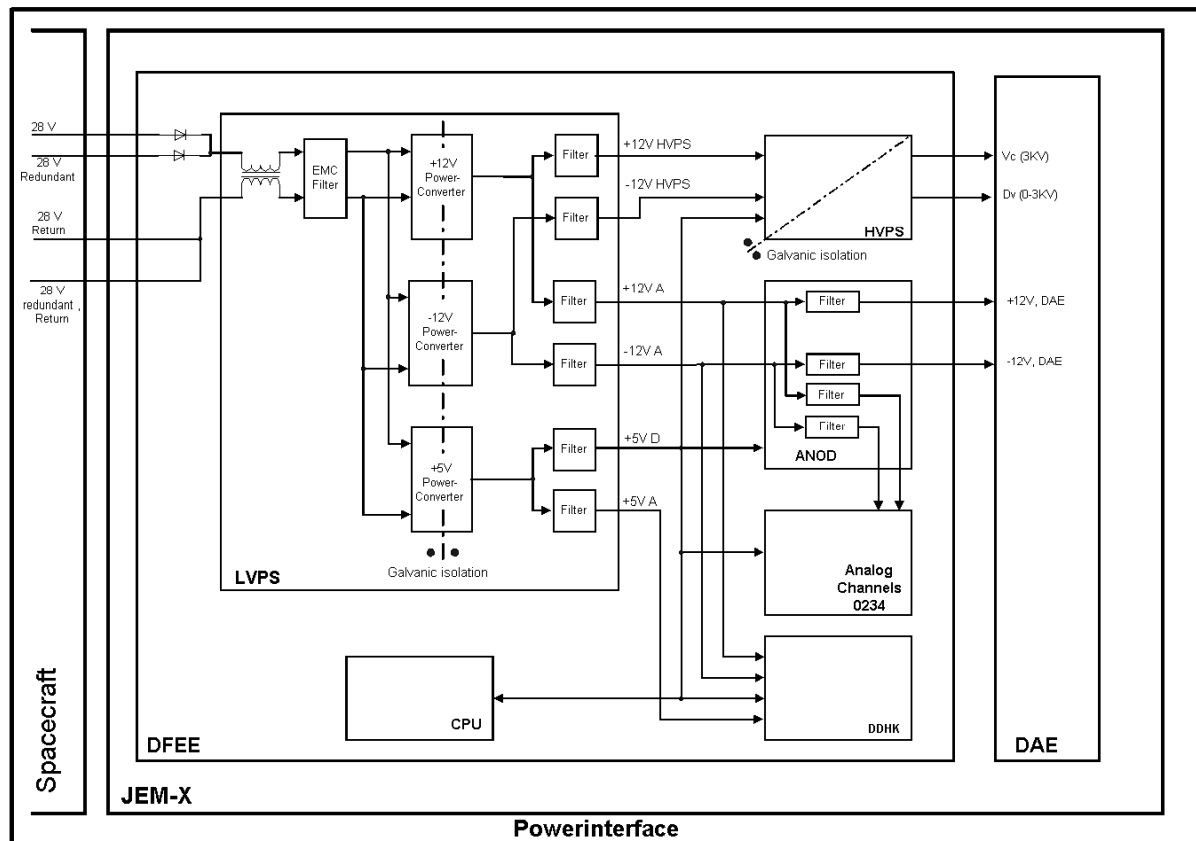 28 V
28 V
Redundant
28 V
Return
28 V
redundant ,
Return
EMC
Filter
+12V
Power-
Converter
-12V
Power-
Converter
+5V
Power-
Converter
Galvanic isolation
LVPS
Filter
Filter
Filter
Filter
Filter
Filter
+12V HVPS
-12V HVPS
+12V A
-12V A
+5V D
+5V A
HVPS
Galvanic isolation
Filter
Filter
Filter
Filter
ANOD
Analog
Channels
0234
DDHK
CPU
Vc (3KV)
Dv (0-3KV)
+12V, DAE
-12V, DAE
Spacecraft
DFEE
DAE
JEM-X
Powerinterface